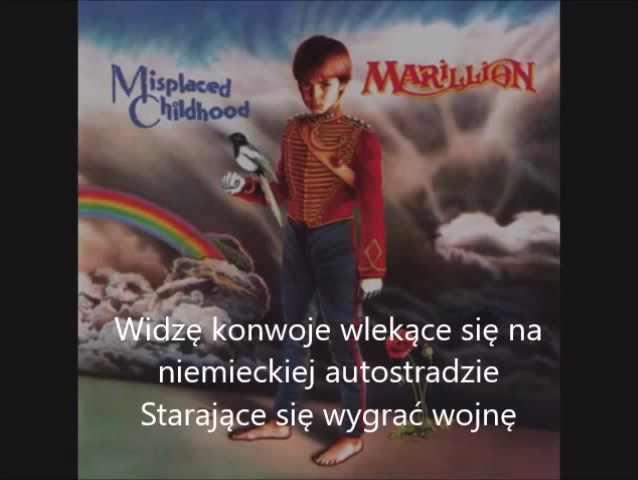 Misplaced
Childhood
MARILLION
Widzę konwoje wlekące się na
niemieckiej autostradzie
Starające się wygrać wojnę